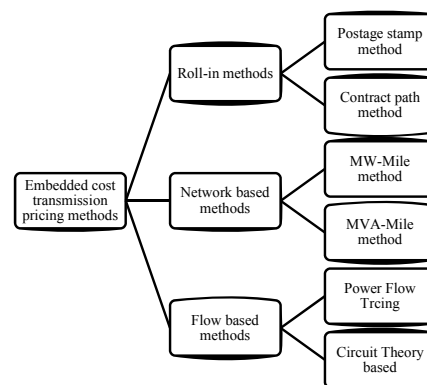 Postage stamp
method
Roll-in methods
Contract path
method
Embedded cost
transmission
pricing methods
Network based
methods
MW-Mile
method
MVA-Mile
method
Flow based
methods
Power Flow
Trcing
Circuit Theory
based